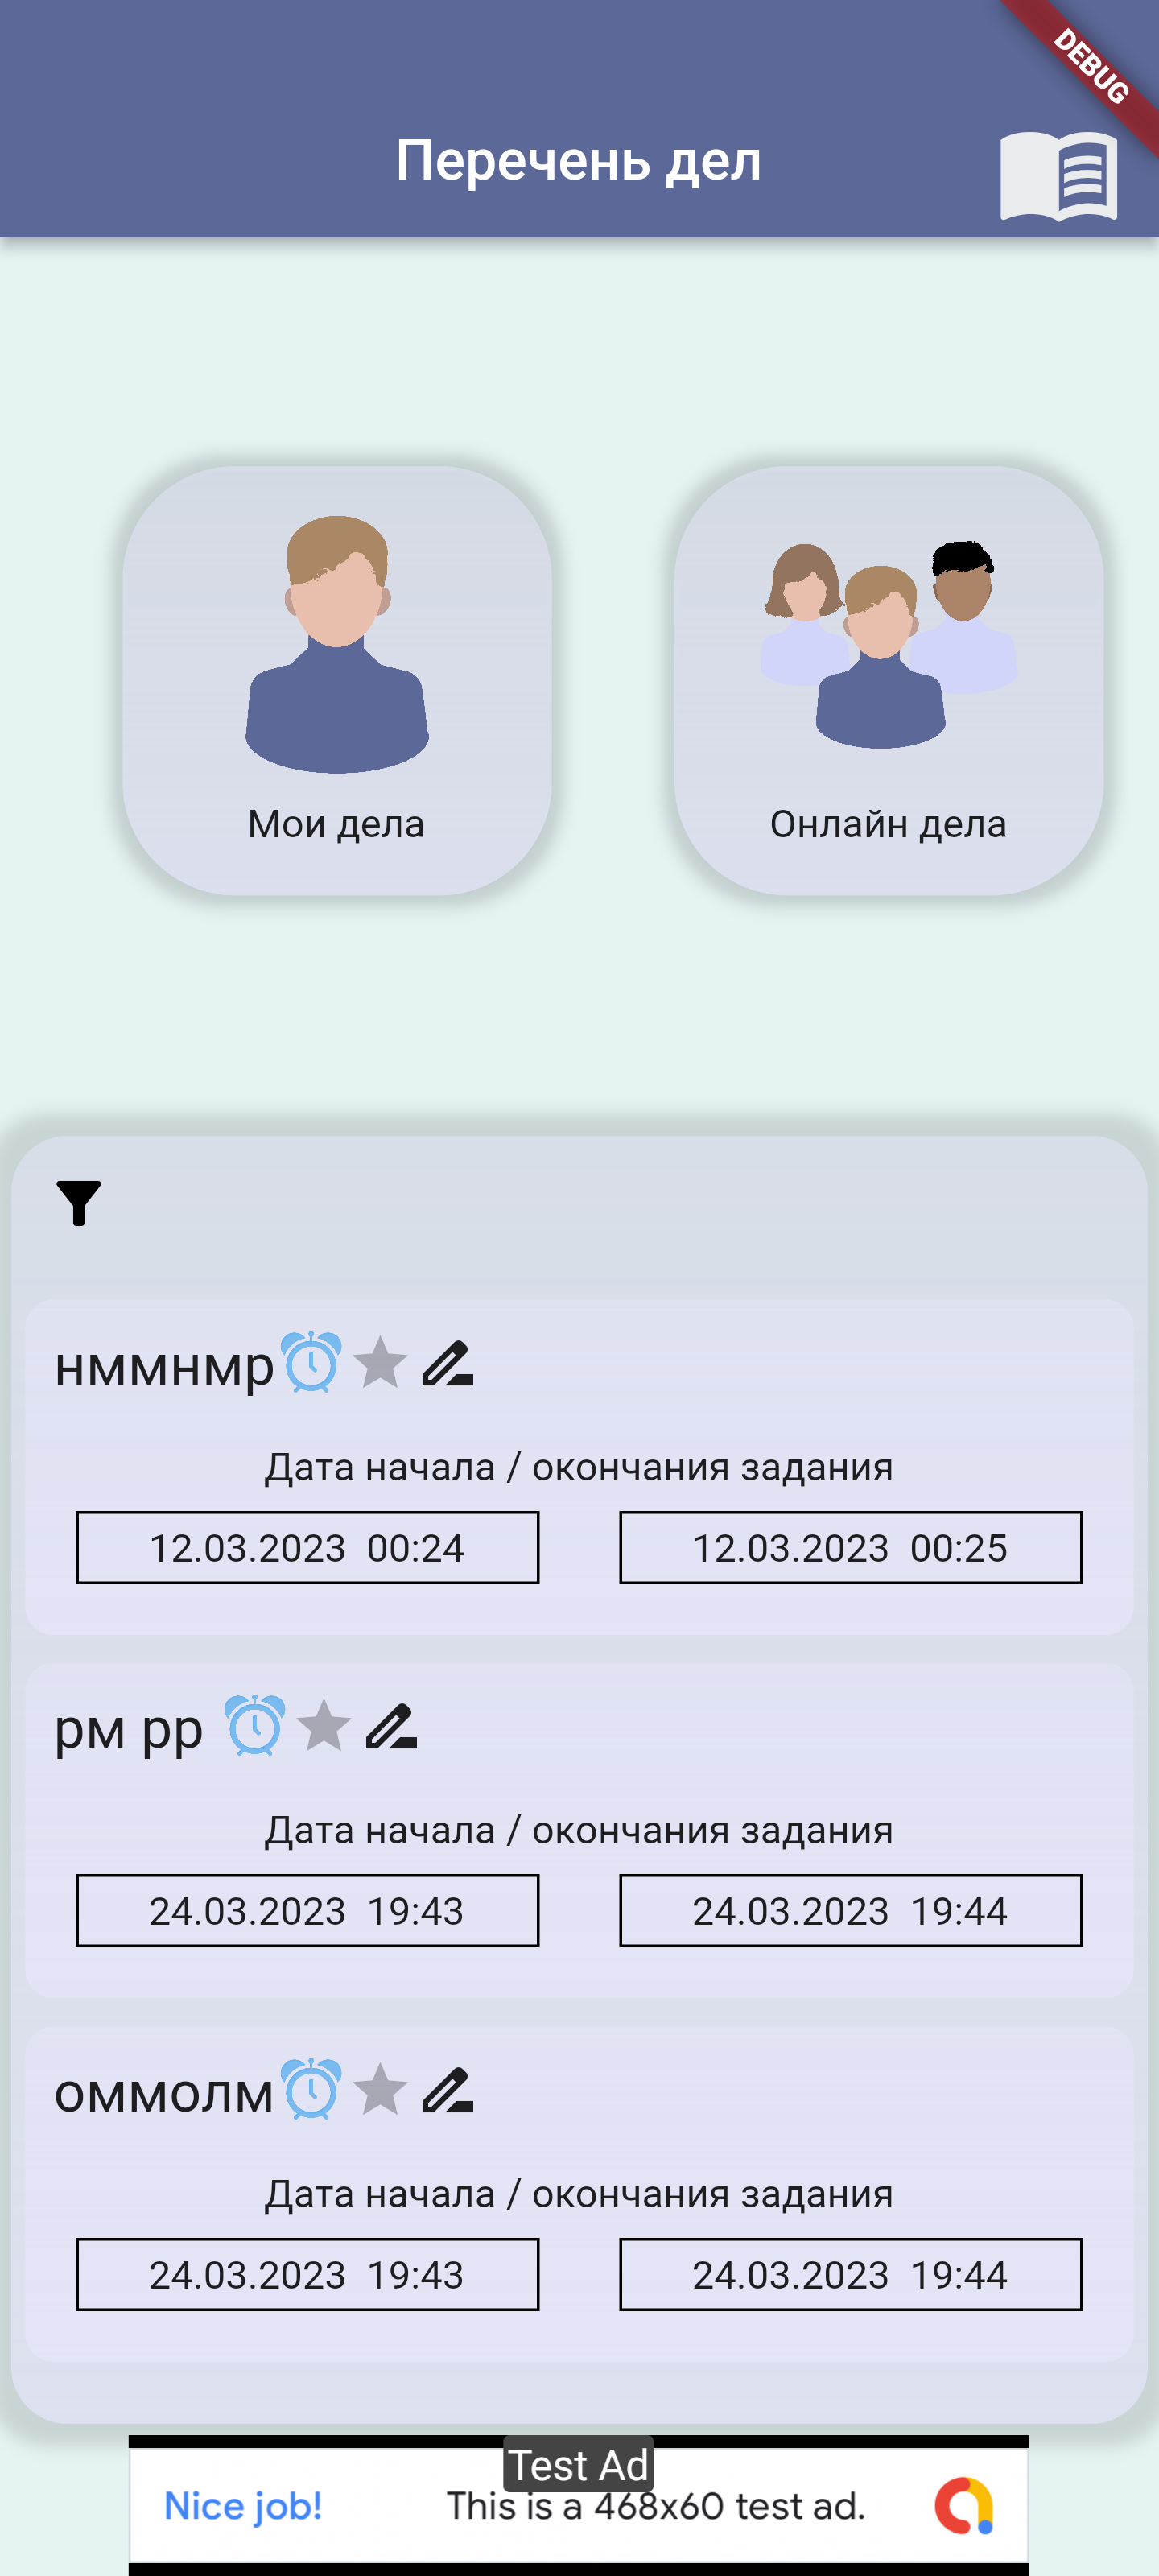 DEBUG
Перечень дел
Мои дела
Онлайн дела
нммнмр
Дата начала / окончания задания
12.03.2023 00:24
12.03.2023 00:25
рм рр
Дата начала / окончания задания
24.03.2023 19:43
24.03.2023 19:44
оммолм
Дата начала / окончания задания
24.03.2023 19:43
24.03.2023 19:44
Test Ad
Nice job!
This is a 468x60 test ad.